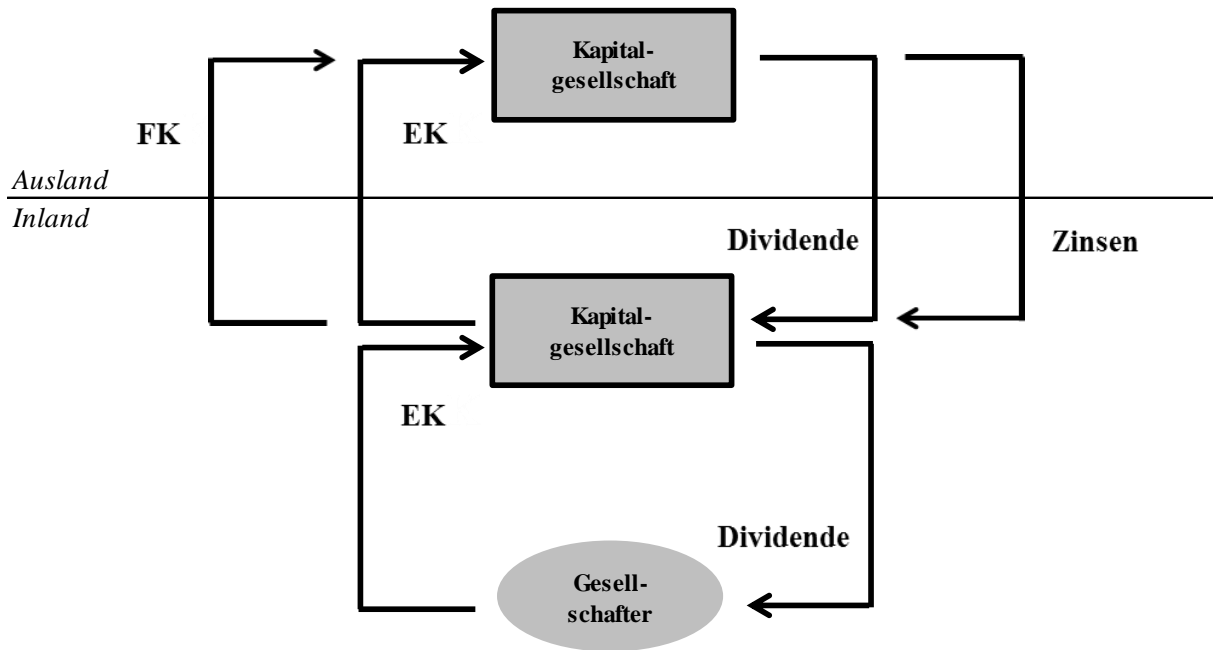 Kapital-
gesellschaft
FK
EK
Ausland
Inland
Dividende
Zinsen
Kapital-
gesellschaft
EK
Dividende
Gesell-
schafter